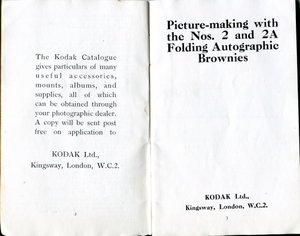 The Kodak Catalogue
gives particulars of many
useful accessories,
mounts, albums, and
supplies, all of which
can be obtained through
your photographic dealer.
A copy will be sent post
free on application to
KODAK Ltd.,
Kingsway, London, W.C.2.
2
Picture-making with
the Nos. 2 and 2A
Folding Autographic
Brownies
KODAK Ltd.,
Kingsway, London, W.C.2.
3